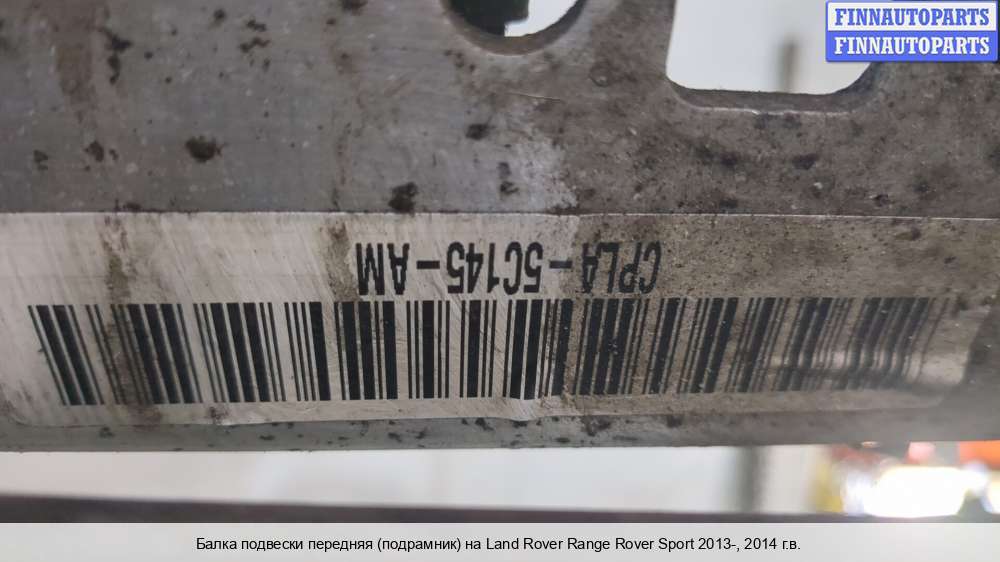 FINNAUTOPARTS
FINNAUTOPARTS
CPLA-5C145-AM
Балка подвески передняя (подрамник) на Land Rover Range Rover Sport 2013-, 2014 г.в.